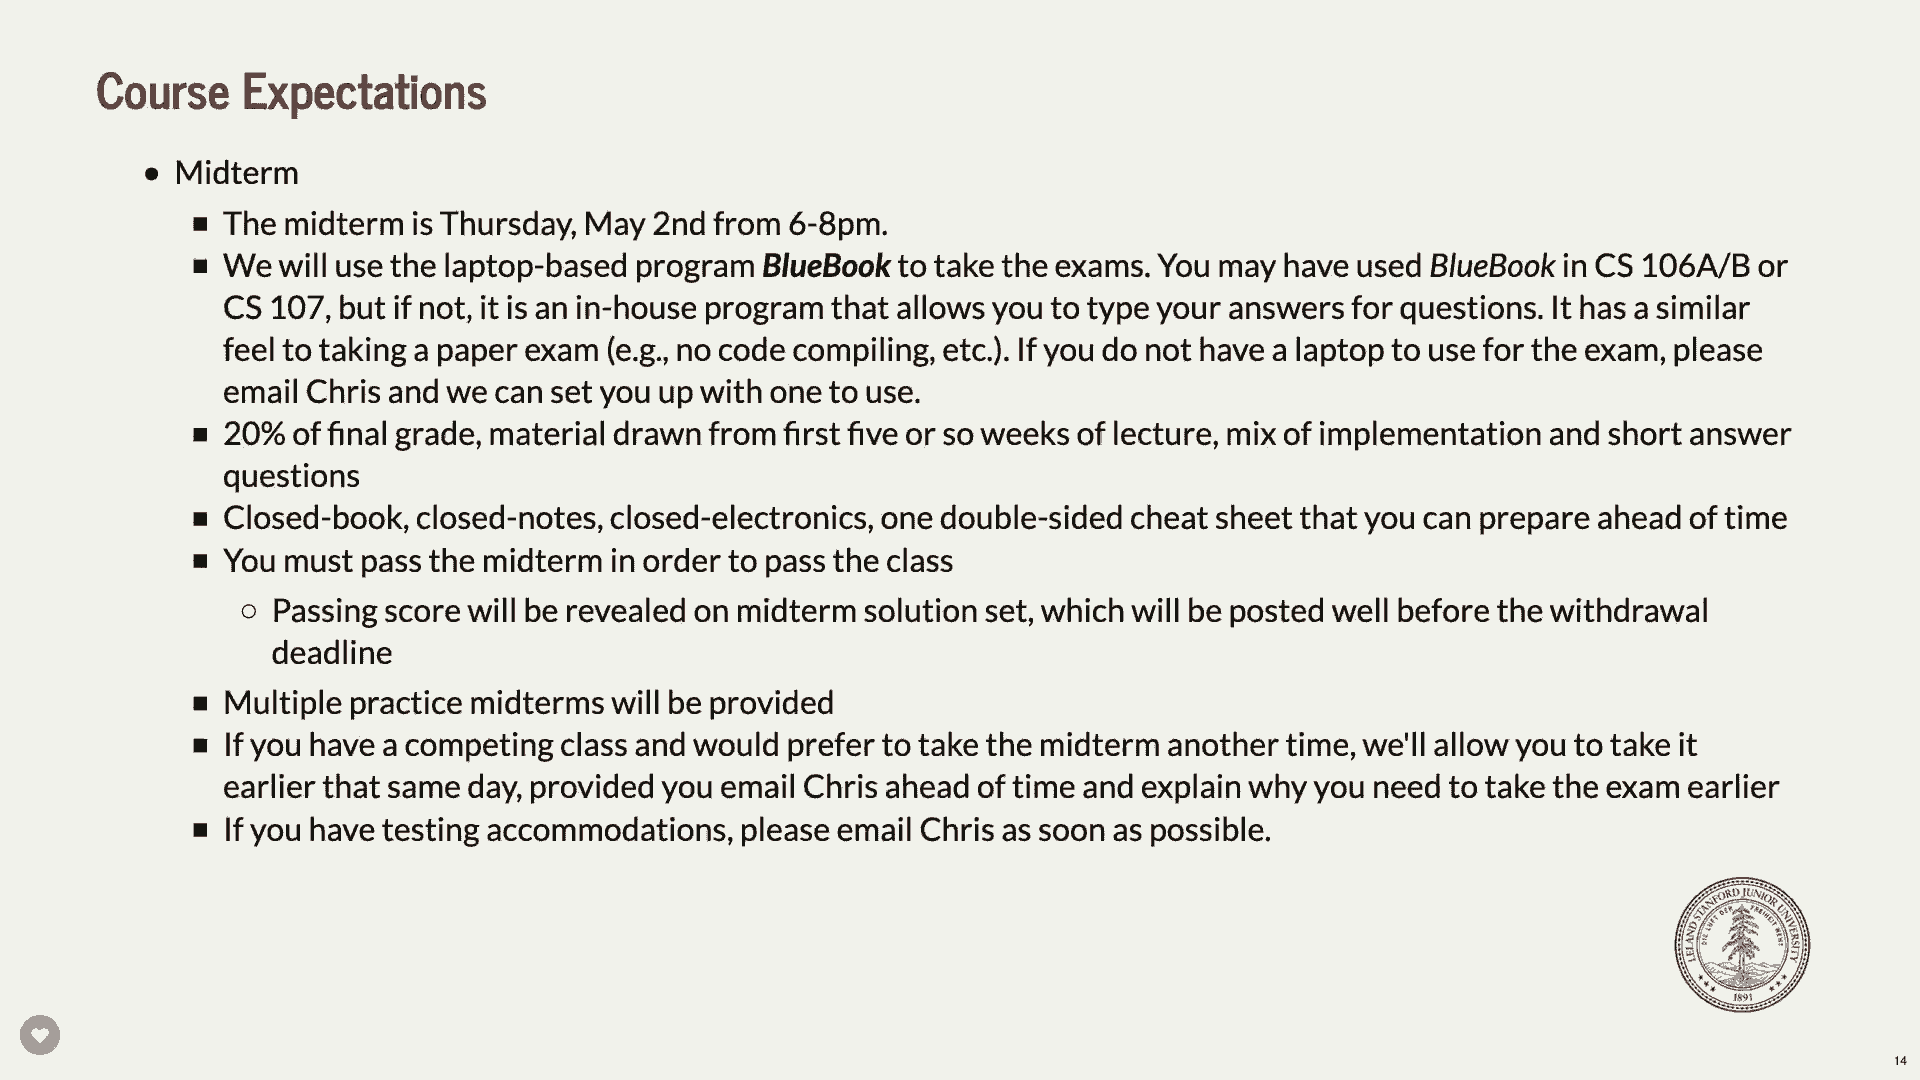 Course Expectations
• Midterm
▪ The midterm is Thursday, May 2nd from 6-8pm.
▪ We will use the laptop-based program BlueBook to take the exams. You may have used BlueBook in CS 106A/B or
CS 107, but if not, it is an in-house program that allows you to type your answers for questions. It has a similar
feel to taking a paper exam (e.g., no code compiling, etc.). If you do not have a laptop to use for the exam, please
email Chris and we can set you up with one to use.
▪ 20% of final grade, material drawn from first five or so weeks of lecture, mix of implementation and short answer
questions
▪ Closed-book, closed-notes, closed-electronics, one double-sided cheat sheet that you can prepare ahead of time
▪ You must pass the midterm in order to pass the class
○ Passing score will be revealed on midterm solution set, which will be posted well before the withdrawal
deadline
▪ Multiple practice midterms will be provided
▪ If you have a competing class and would prefer to take the midterm another time, we'll allow you to take it
earlier that same day, provided you email Chris ahead of time and explain why you need to take the exam earlier
▪ If you have testing accommodations, please email Chris as soon as possible.
LELAND STANFORD JUNIOR UNIVERSITY
DIE LUFT DER FREIHEIT WEHT
1891
14